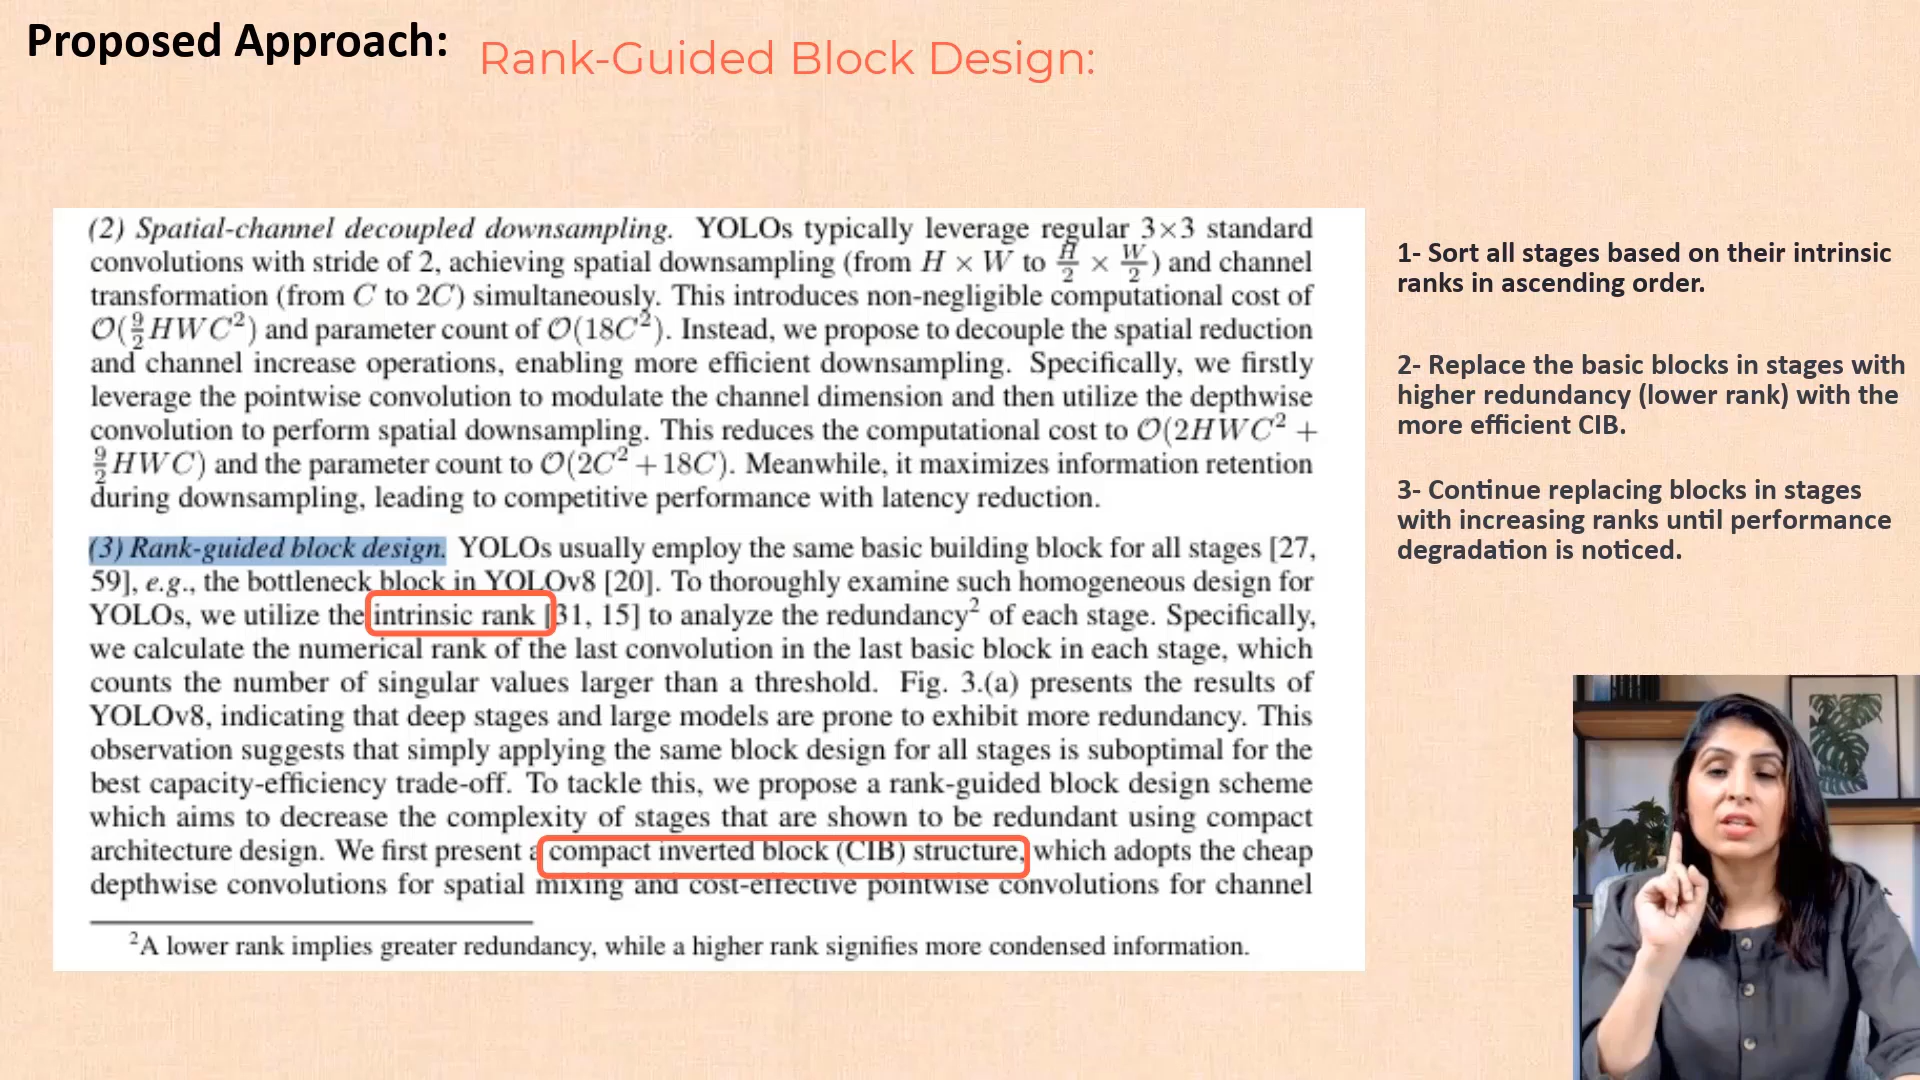 Proposed Approach:
Rank-Guided Block Design:
(2) Spatial-channel decoupled downsampling. YOLOs typically leverage regular 3×3 standard
convolutions with stride of 2, achieving spatial downsampling (from H × W to H/2 × W/2) and channel
transformation (from C to 2C) simultaneously. This introduces non-negligible computational cost of
O(9/2HWC²) and parameter count of O(18C²). Instead, we propose to decouple the spatial reduction
and channel increase operations, enabling more efficient downsampling. Specifically, we firstly
leverage the pointwise convolution to modulate the channel dimension and then utilize the depthwise
convolution to perform spatial downsampling. This reduces the computational cost to O(2HWC² +
9/2HWC) and the parameter count to O(2C² + 18C). Meanwhile, it maximizes information retention
during downsampling, leading to competitive performance with latency reduction.
(3) Rank-guided block design. YOLOs usually employ the same basic building block for all stages [27,
59], e.g., the bottleneck block in YOLOv8 [20]. To thoroughly examine such homogeneous design for
YOLOs, we utilize the intrinsic rank [31, 15] to analyze the redundancy² of each stage. Specifically,
we calculate the numerical rank of the last convolution in the last basic block in each stage, which
counts the number of singular values larger than a threshold. Fig. 3.(a) presents the results of
YOLOv8, indicating that deep stages and large models are prone to exhibit more redundancy. This
observation suggests that simply applying the same block design for all stages is suboptimal for the
best capacity-efficiency trade-off. To tackle this, we propose a rank-guided block design scheme
which aims to decrease the complexity of stages that are shown to be redundant using compact
architecture design. We first present a compact inverted block (CIB) structure, which adopts the cheap
depthwise convolutions for spatial mixing and cost-effective pointwise convolutions for channel
²A lower rank implies greater redundancy, while a higher rank signifies more condensed information.
1- Sort all stages based on their intrinsic
ranks in ascending order.
2- Replace the basic blocks in stages with
higher redundancy (lower rank) with the
more efficient CIB.
3- Continue replacing blocks in stages
with increasing ranks until performance
degradation is noticed.